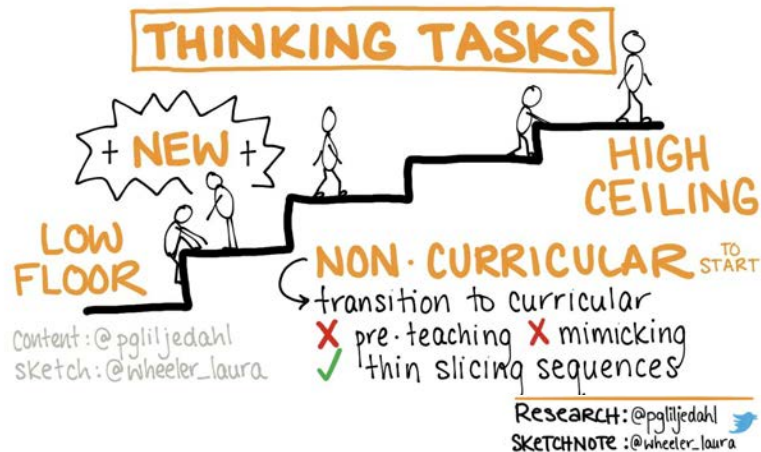 THINKING TASKS
+ NEW +
HIGH
CEILING
LOW
FLOOR
NON・CURRICULAR TO START
transition to curricular
X pre-teaching X mimicking
✓ thin slicing sequences
content: @pgliljedahl
sketch: @wheeler_laura
RESEARCH: @pgliljedahl
SKETCHNOTE: @wheeler_laura